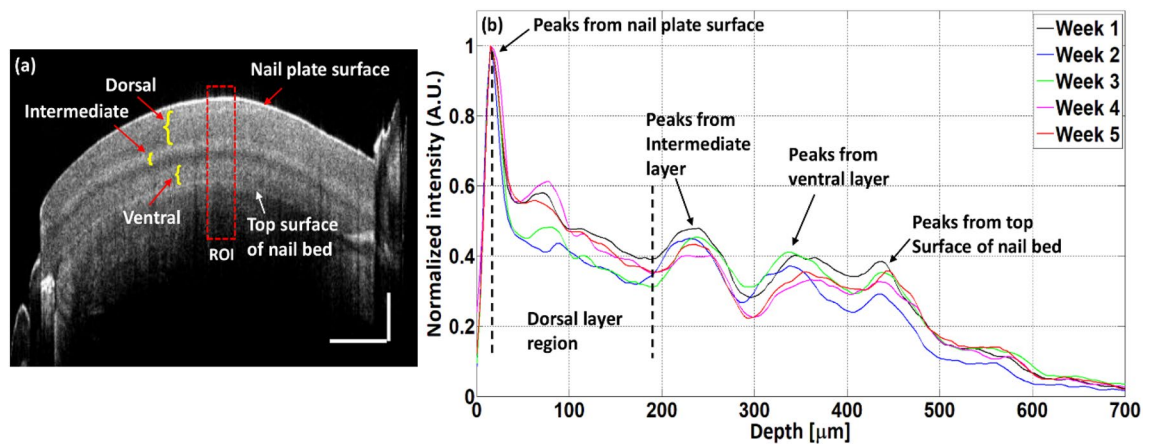 (a)
Dorsal
Nail plate surface
Intermediate
Ventral
Top surface
of nail bed
ROI
(b)
Peaks from nail plate surface
Week 1
Week 2
Week 3
Week 4
Week 5
Peaks from
Intermediate
layer
Peaks from
ventral layer
Peaks from top
Surface of nail bed
Dorsal layer
region
Normalized intensity (A.U.)
1
0.8
0.6
0.4
0.2
0
0 100 200 300 400 500 600 700
Depth [μm]